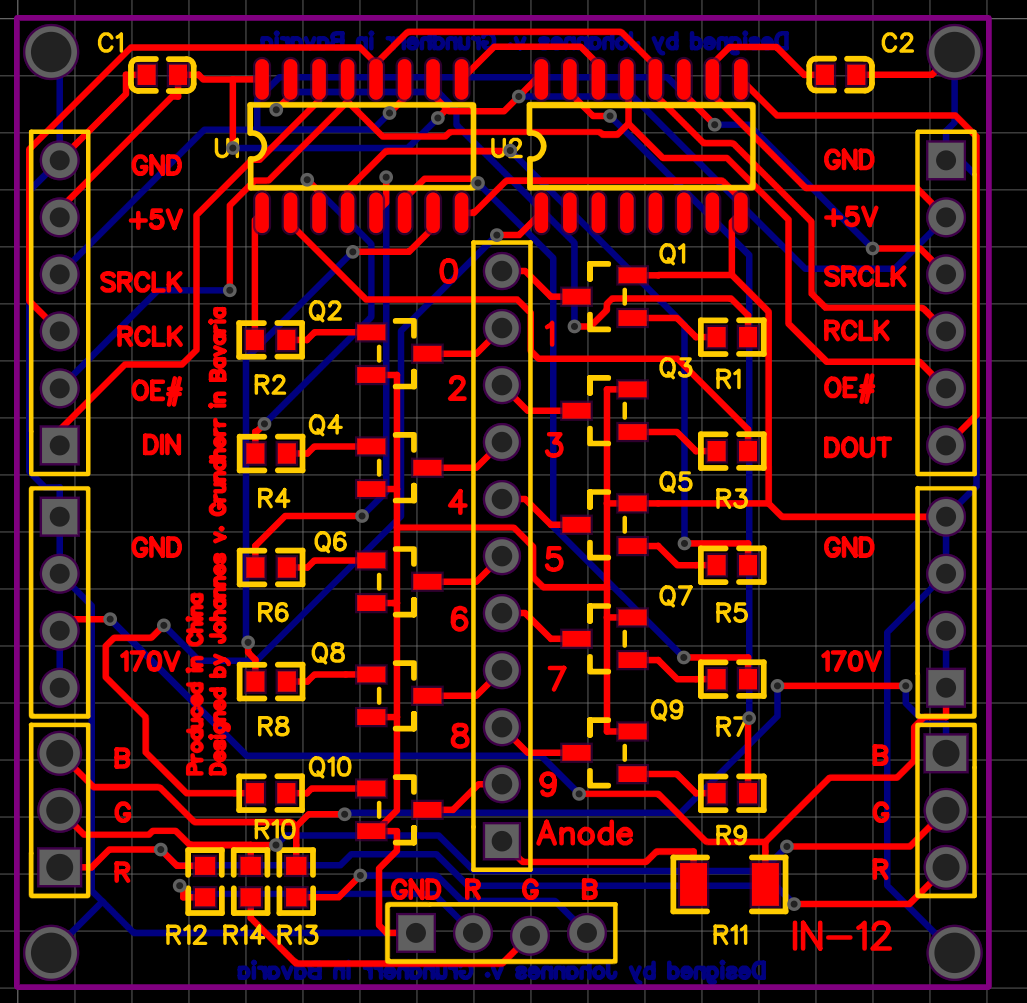 C1
Designed by Johannes v. Grundherr in Bavaria
C2
U1
U2
GND
+5V
SRCLK
RCLK
OE#
DIN
GND
+5V
SRCLK
RCLK
OE#
DOUT
0
1
2
3
4
5
6
7
8
9
Anode
Q1
Q2
R1
R2
Q3
Q4
R3
R4
Q5
Q6
R5
R6
Q7
Q8
R7
R8
Q9
Q10
R9
R10
Produced in China
Designed by Johannes v. Grundherr in Bavaria
GND
170V
B
G
R
GND
170V
B
G
R
GND R G B
R12 R14 R13
R11
IN-12
Designed by Johannes v. Grundherr in Bavaria